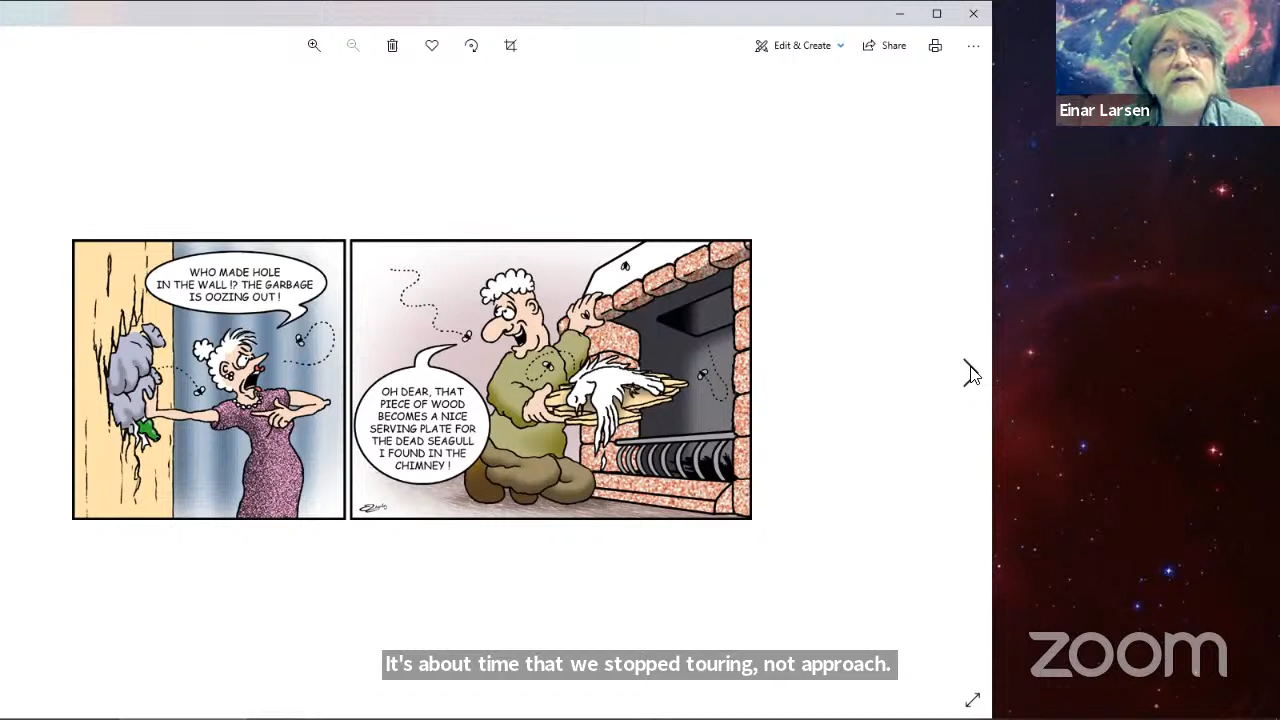 Edit & Create
Share
Einar Larsen
WHO MADE HOLE
IN THE WALL !? THE GARBAGE
IS OOZING OUT !
OH DEAR, THAT
PIECE OF WOOD
BECOMES A NICE
SERVING PLATE FOR
THE DEAD SEAGULL
I FOUND IN THE
CHIMNEY !
It's about time that we stopped touring, not approach.
zoom